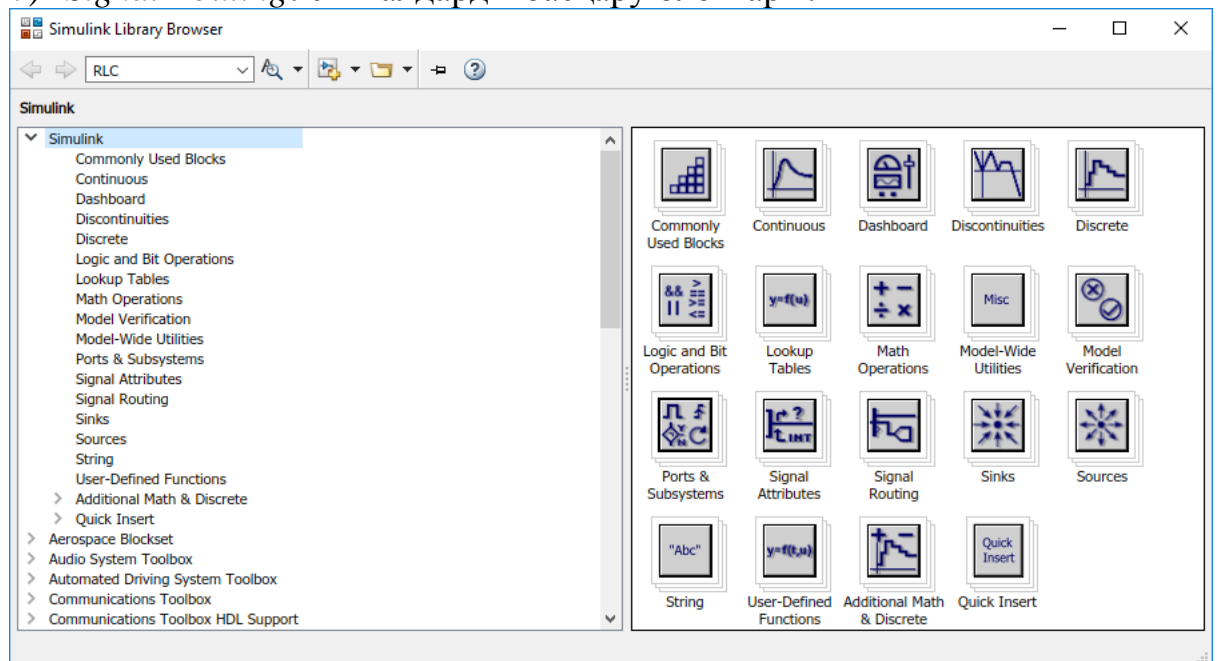 Simulink Library Browser
RLC
Simulink
Simulink
Commonly Used Blocks
Continuous
Dashboard
Discontinuities
Discrete
Logic and Bit Operations
Lookup Tables
Math Operations
Model Verification
Model-Wide Utilities
Ports & Subsystems
Signal Attributes
Signal Routing
Sinks
Sources
String
User-Defined Functions
Additional Math & Discrete
Quick Insert
Aerospace Blockset
Audio System Toolbox
Automated Driving System Toolbox
Communications Toolbox
Communications Toolbox HDL Support
Commonly
Used Blocks
Continuous
Dashboard
Discontinuities
Discrete
&& > == 
|| >= <=
y=f(u)
Misc
Logic and Bit
Operations
Lookup
Tables
Math
Operations
Model-Wide
Utilities
Model
Verification
Y
N
?
INT
Ports &
Subsystems
Signal
Attributes
Signal
Routing
Sinks
Sources
"Abc"
y=f(t,u)
Quick
Insert
String
User-Defined
Functions
Additional Math
& Discrete
Quick Insert